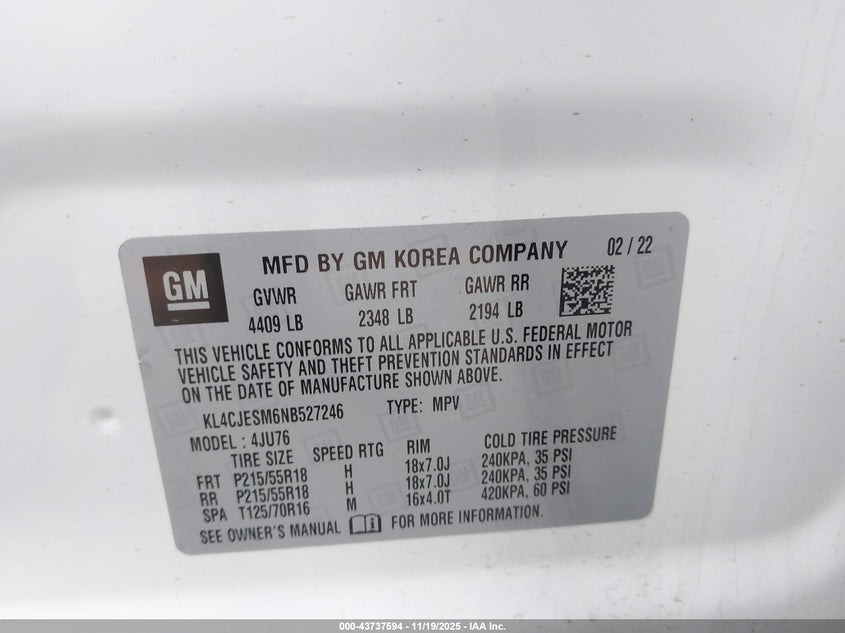 GM
MFD BY GM KOREA COMPANY 02 / 22
GVWR GAWR FRT GAWR RR
4409 LB 2348 LB 2194 LB
THIS VEHICLE CONFORMS TO ALL APPLICABLE U.S. FEDERAL MOTOR
VEHICLE SAFETY AND THEFT PREVENTION STANDARDS IN EFFECT
ON THE DATE OF MANUFACTURE SHOWN ABOVE.
KL4CJESM6NB527246 TYPE: MPV
MODEL: 4JU76
TIRE SIZE SPEED RTG RIM COLD TIRE PRESSURE
FRT P215/55R18 H 18x7.0J 240KPA, 35 PSI
RR P215/55R18 H 18x7.0J 240KPA, 35 PSI
SPA T125/70R16 M 16x4.0T 420KPA, 60 PSI
SEE OWNER'S MANUAL FOR MORE INFORMATION.
000-43737594 - 11/19/2025 - IAA Inc.